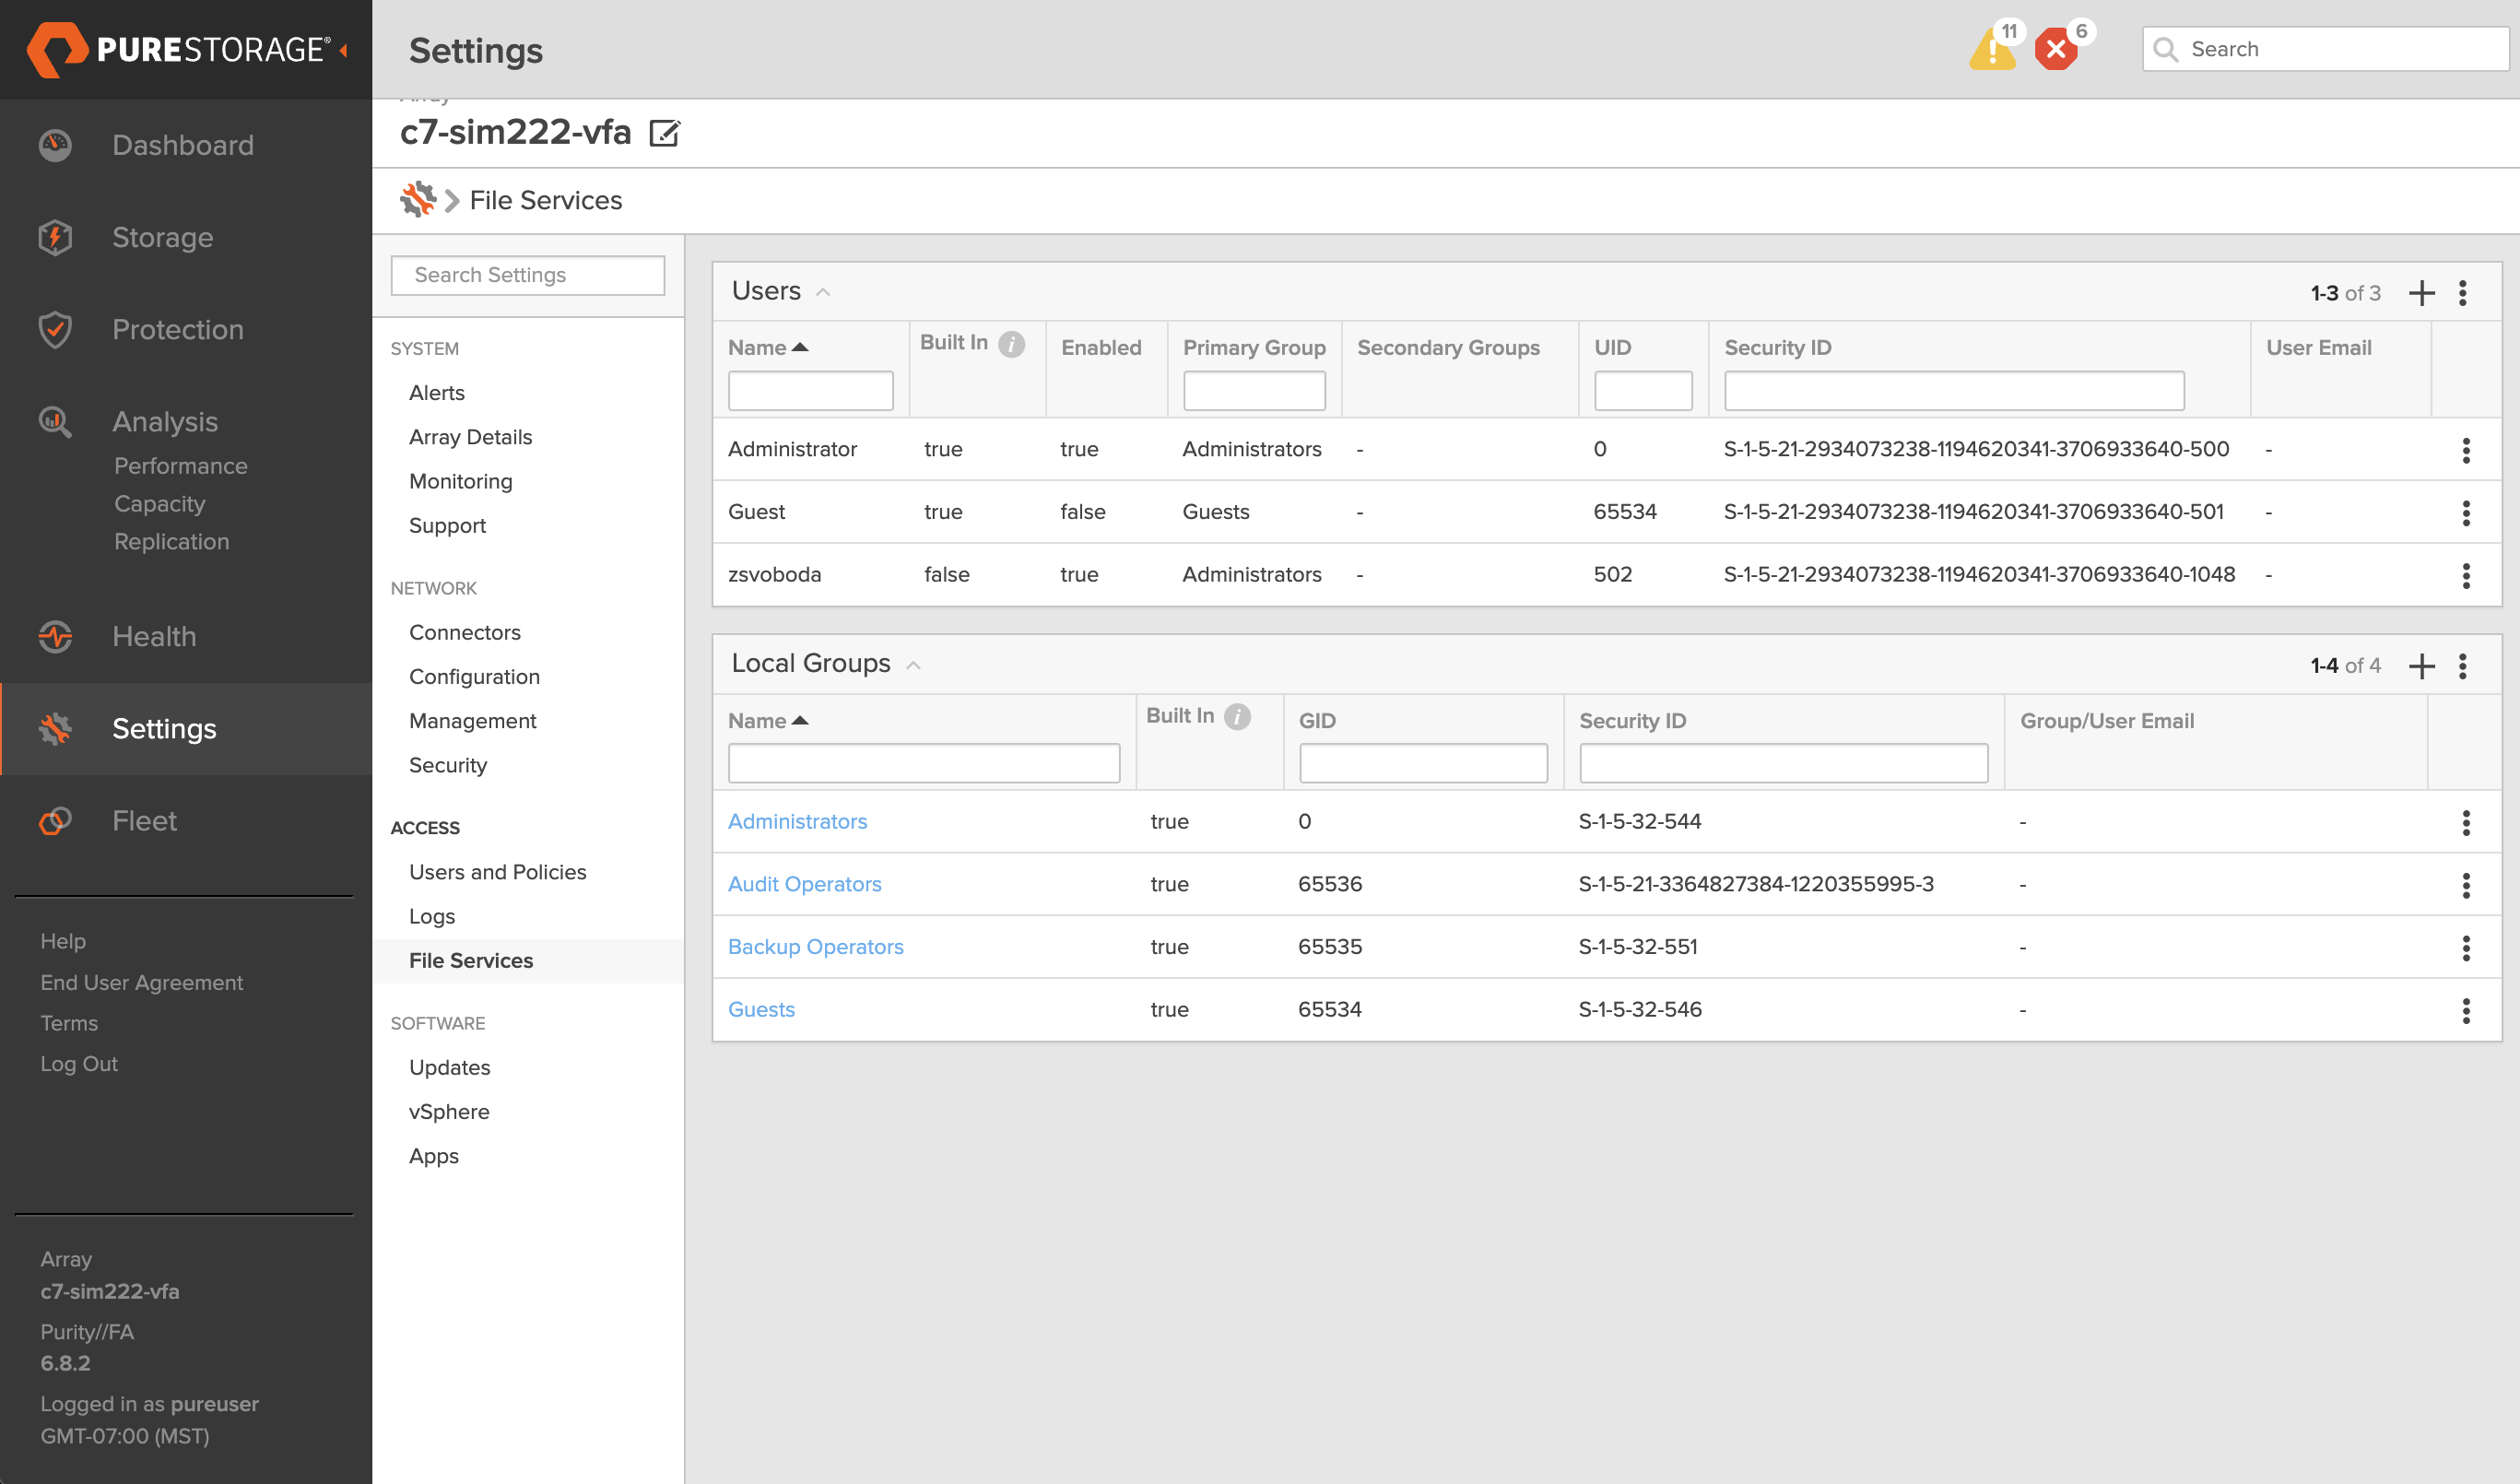 PURESTORAGE®
Settings
11
6
Search
Array
c7-sim222-vfa
File Services
Dashboard
Storage
Protection
Analysis
Performance
Capacity
Replication
Health
Settings
Fleet
Help
End User Agreement
Terms
Log Out
Array
c7-sim222-vfa
Purity//FA
6.8.2
Logged in as pureuser
GMT-07:00 (MST)
Search Settings
SYSTEM
Alerts
Array Details
Monitoring
Support
NETWORK
Connectors
Configuration
Management
Security
ACCESS
Users and Policies
Logs
File Services
SOFTWARE
Updates
vSphere
Apps
Users 1-3 of 3
Name Built In Enabled Primary Group Secondary Groups UID Security ID User Email
Administrator true true Administrators - 0 S-1-5-21-2934073238-1194620341-3706933640-500 -
Guest true false Guests - 65534 S-1-5-21-2934073238-1194620341-3706933640-501 -
zsvoboda false true Administrators - 502 S-1-5-21-2934073238-1194620341-3706933640-1048 -
Local Groups 1-4 of 4
Name Built In GID Security ID Group/User Email
Administrators true 0 S-1-5-32-544 -
Audit Operators true 65536 S-1-5-21-3364827384-1220355995-3 -
Backup Operators true 65535 S-1-5-32-551 -
Guests true 65534 S-1-5-32-546 -